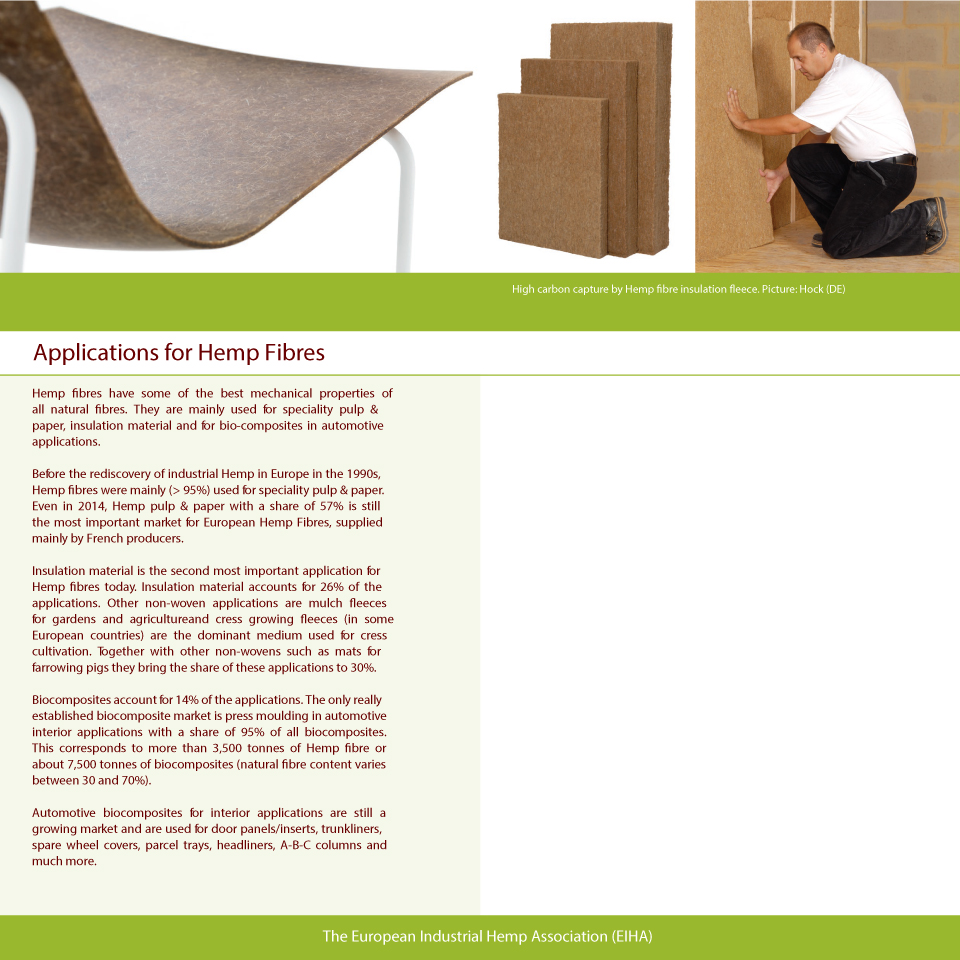 High carbon capture by Hemp fibre insulation fleece. Picture: Hock (DE)
Applications for Hemp Fibres
Hemp fibres have some of the best mechanical properties of
all natural fibres. They are mainly used for speciality pulp &
paper, insulation material and for bio-composites in automotive
applications.
Before the rediscovery of industrial Hemp in Europe in the 1990s,
Hemp fibres were mainly (> 95%) used for speciality pulp & paper.
Even in 2014, Hemp pulp & paper with a share of 57% is still
the most important market for European Hemp Fibres, supplied
mainly by French producers.
Insulation material is the second most important application for
Hemp fibres today. Insulation material accounts for 26% of the
applications. Other non-woven applications are mulch fleeces
for gardens and agricultureand cress growing fleeces (in some
European countries) are the dominant medium used for cress
cultivation. Together with other non-wovens such as mats for
farrowing pigs they bring the share of these applications to 30%.
Biocomposites account for 14% of the applications. The only really
established biocomposite market is press moulding in automotive
interior applications with a share of 95% of all biocomposites.
This corresponds to more than 3,500 tonnes of Hemp fibre or
about 7,500 tonnes of biocomposites (natural fibre content varies
between 30 and 70%).
Automotive biocomposites for interior applications are still a
growing market and are used for door panels/inserts, trunkliners,
spare wheel covers, parcel trays, headliners, A-B-C columns and
much more.
The European Industrial Hemp Association (EIHA)